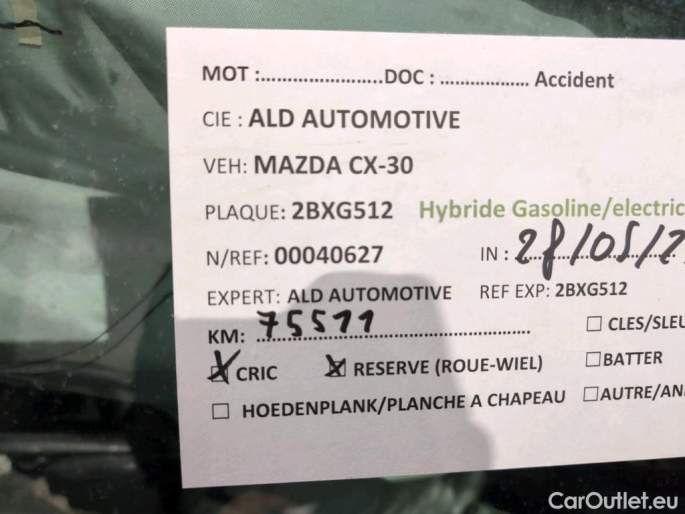 MOT :........................DOC : .................. Accident
CIE : ALD AUTOMOTIVE
VEH: MAZDA CX-30
PLAQUE: 2BXG512 Hybride Gasoline/electric
N/REF: 00040627 IN : 28/05/2
EXPERT: ALD AUTOMOTIVE REF EXP: 2BXG512
KM: 75511 ☐ CLES/SLEU
☒ CRIC ☒ RESERVE (ROUE-WIEL) ☐BATTER
☐ HOEDENPLANK/PLANCHE A CHAPEAU ☐AUTRE/AN
CarOutlet.eu